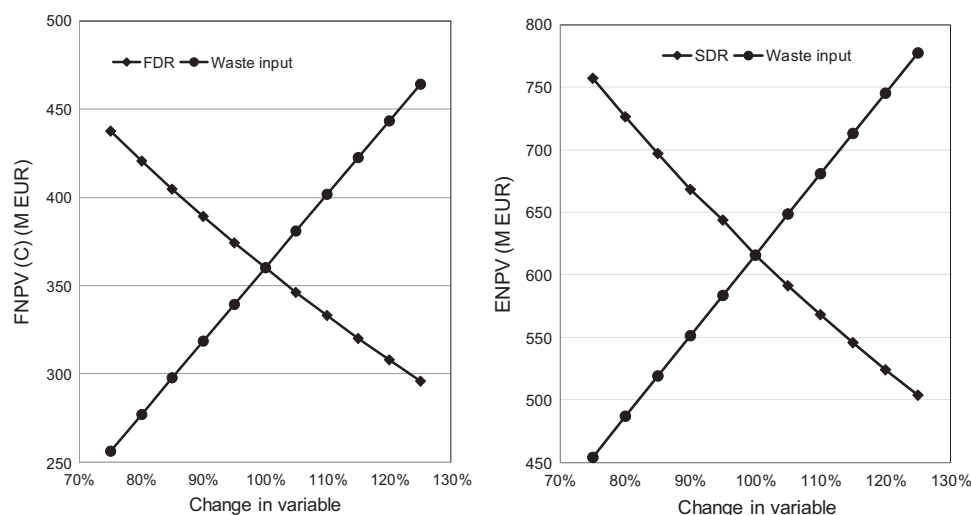 500
450
400
350
300
250
FNPV (C) (M EUR)
FDR Waste input
70% 80% 90% 100% 110% 120% 130%
Change in variable
800
750
700
650
600
550
500
450
ENPV (M EUR)
SDR Waste input
70% 80% 90% 100% 110% 120% 130%
Change in variable